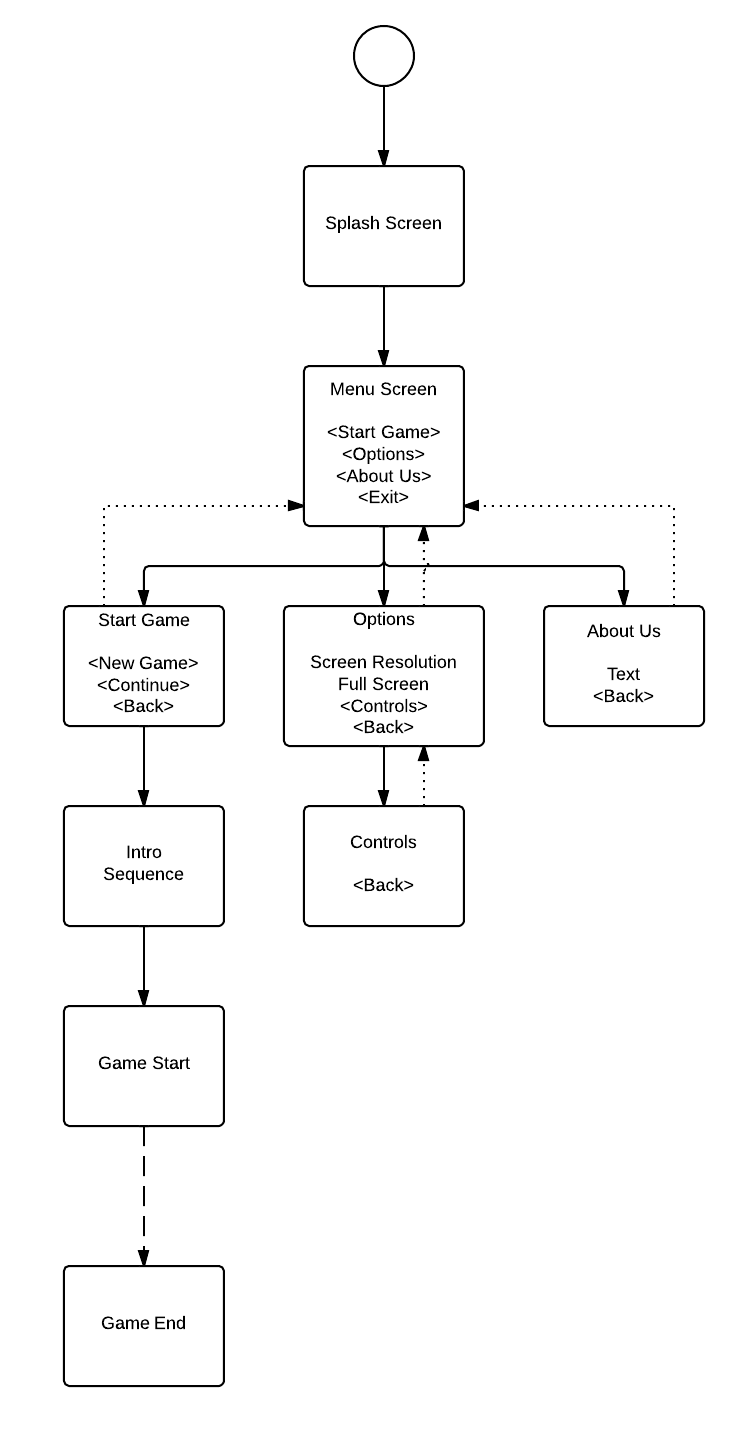 Splash Screen
Menu Screen
<Start Game>
<Options>
<About Us>
<Exit>
Start Game
<New Game>
<Continue>
<Back>
Options
Screen Resolution
Full Screen
<Controls>
<Back>
About Us
Text
<Back>
Intro
Sequence
Controls
<Back>
Game Start
Game End